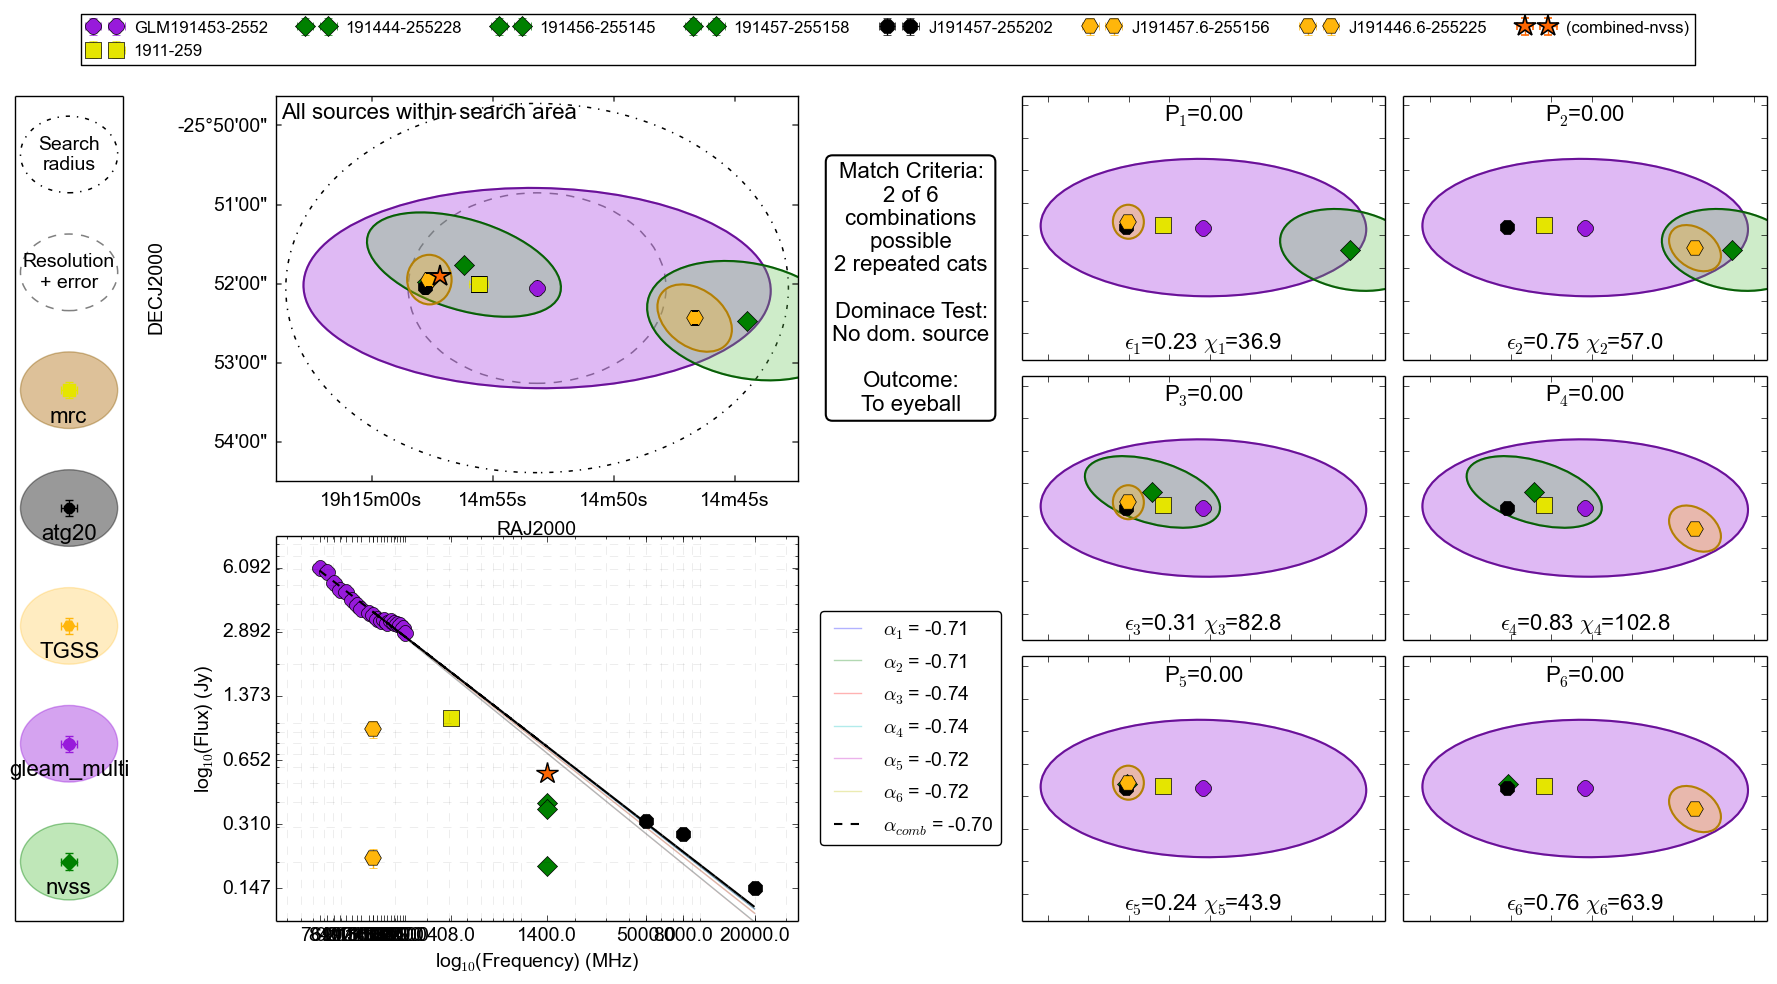 GLM191453-2552 191444-255228 191456-255145 191457-255158 J191457-255202 J191457.6-255156 J191446.6-255225 (combined-nvss)
1911-259
Search
radius
Resolution
+ error
mrc
atg20
TGSS
gleam_multi
nvss
All sources within search area
DECJ2000
-25°50'00"
51'00"
52'00"
53'00"
54'00"
19h15m00s 14m55s 14m50s 14m45s
RAJ2000
log10(Flux) (Jy)
6.092
2.892
1.373
0.652
0.310
0.147
408.0 1400.0 5000.0 8000.0 20000.0
log10(Frequency) (MHz)
Match Criteria:
2 of 6
combinations
possible
2 repeated cats
Dominace Test:
No dom. source
Outcome:
To eyeball
α1 = -0.71
α2 = -0.71
α3 = -0.74
α4 = -0.74
α5 = -0.72
α6 = -0.72
αcomb = -0.70
P1=0.00
ϵ1=0.23 χ1=36.9
P2=0.00
ϵ2=0.75 χ2=57.0
P3=0.00
ϵ3=0.31 χ3=82.8
P4=0.00
ϵ4=0.83 χ4=102.8
P5=0.00
ϵ5=0.24 χ5=43.9
P6=0.00
ϵ6=0.76 χ6=63.9